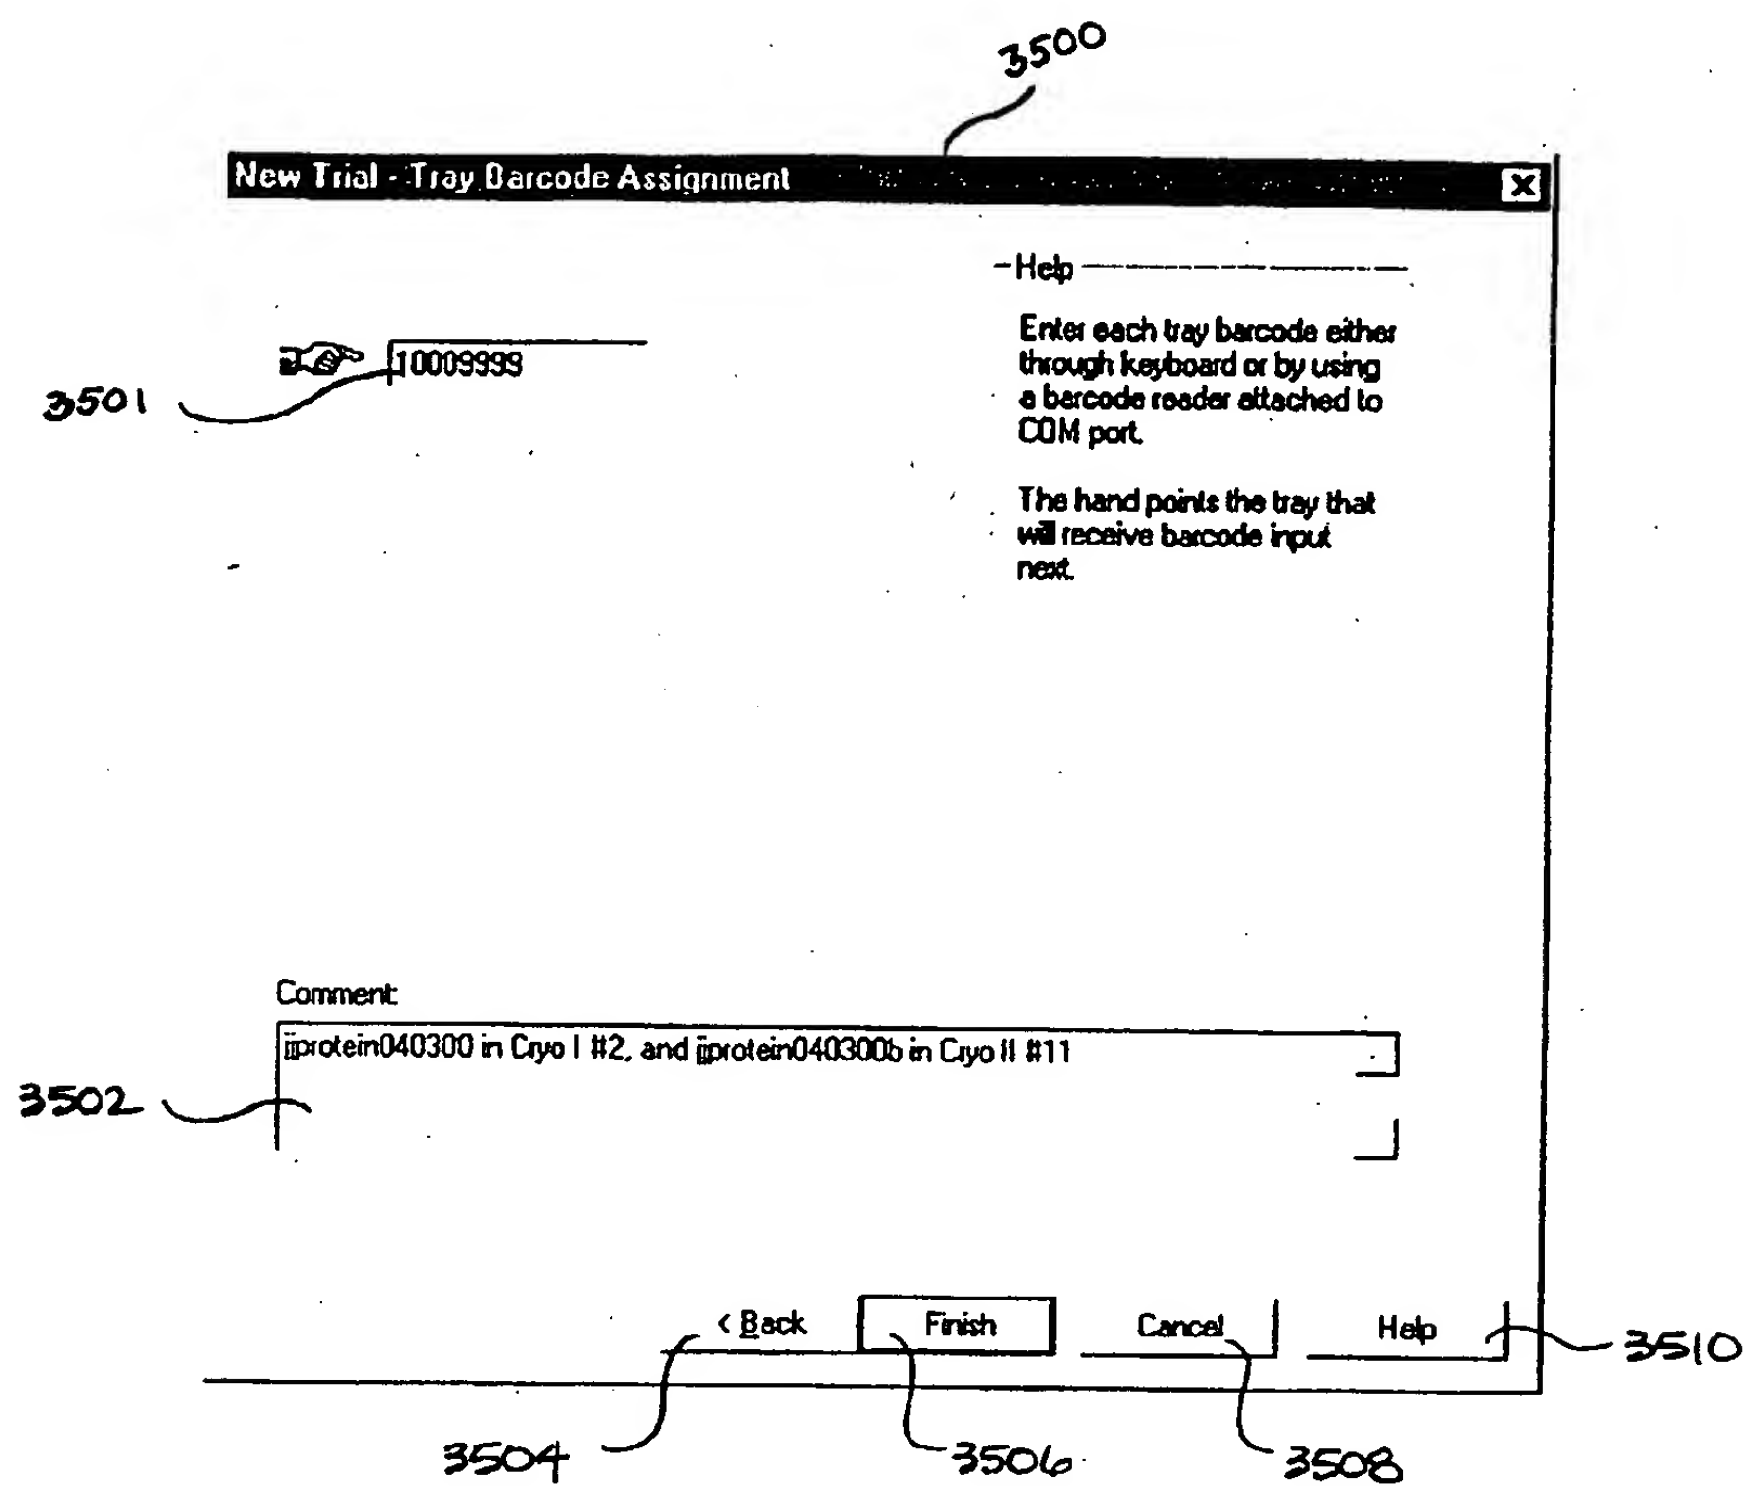 3500
New Trial - Tray Barcode Assignment
Help
Enter each tray barcode either
through keyboard or by using
a barcode reader attached to
COM port.
The hand points the tray that
will receive barcode input
next.
10009999
3501
Comment:
jjprotein040300 in Cryo I #2, and jjprotein040300b in Cryo II #11
3502
< Back
Finish
Cancel
Help
3510
3504
3506
3508